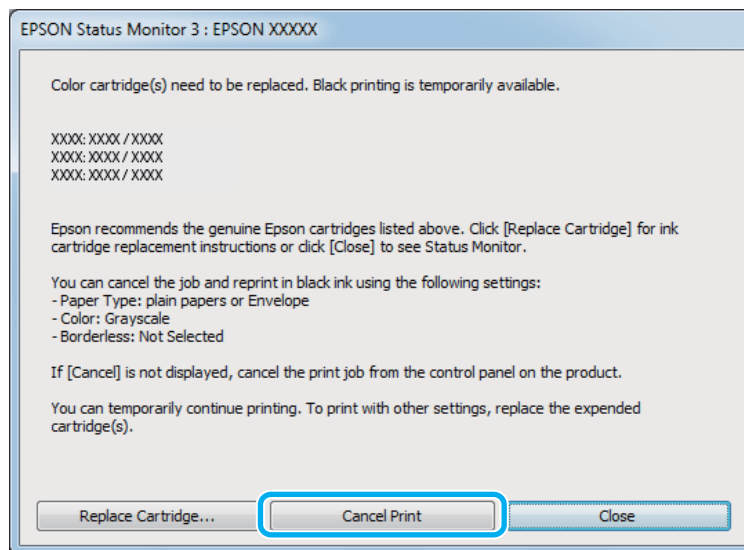 EPSON Status Monitor 3 : EPSON XXXXX
Color cartridge(s) need to be replaced. Black printing is temporarily available.
XXXX: XXXX / XXXX
XXXX: XXXX / XXXX
XXXX: XXXX / XXXX
Epson recommends the genuine Epson cartridges listed above. Click [Replace Cartridge] for ink
cartridge replacement instructions or click [Close] to see Status Monitor.
You can cancel the job and reprint in black ink using the following settings:
- Paper Type: plain papers or Envelope
- Color: Grayscale
- Borderless: Not Selected
If [Cancel] is not displayed, cancel the print job from the control panel on the product.
You can temporarily continue printing. To print with other settings, replace the expended
cartridge(s).
Replace Cartridge... Cancel Print Close